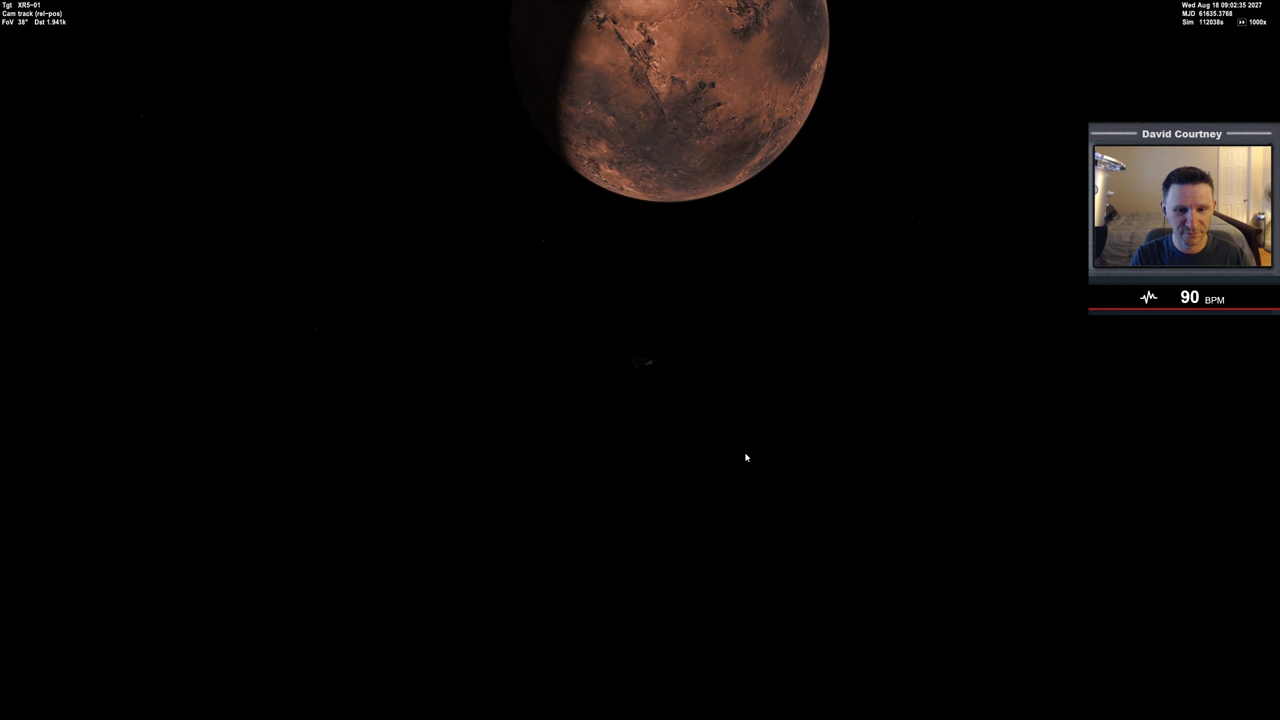 Tgt XR5-01
Cam track (rel-pos)
FoV 38° Dst 1.941k
Wed Aug 18 09:02:35 2027
MJD 61635.3768
Sim 112038s 1000x
David Courtney
90 BPM